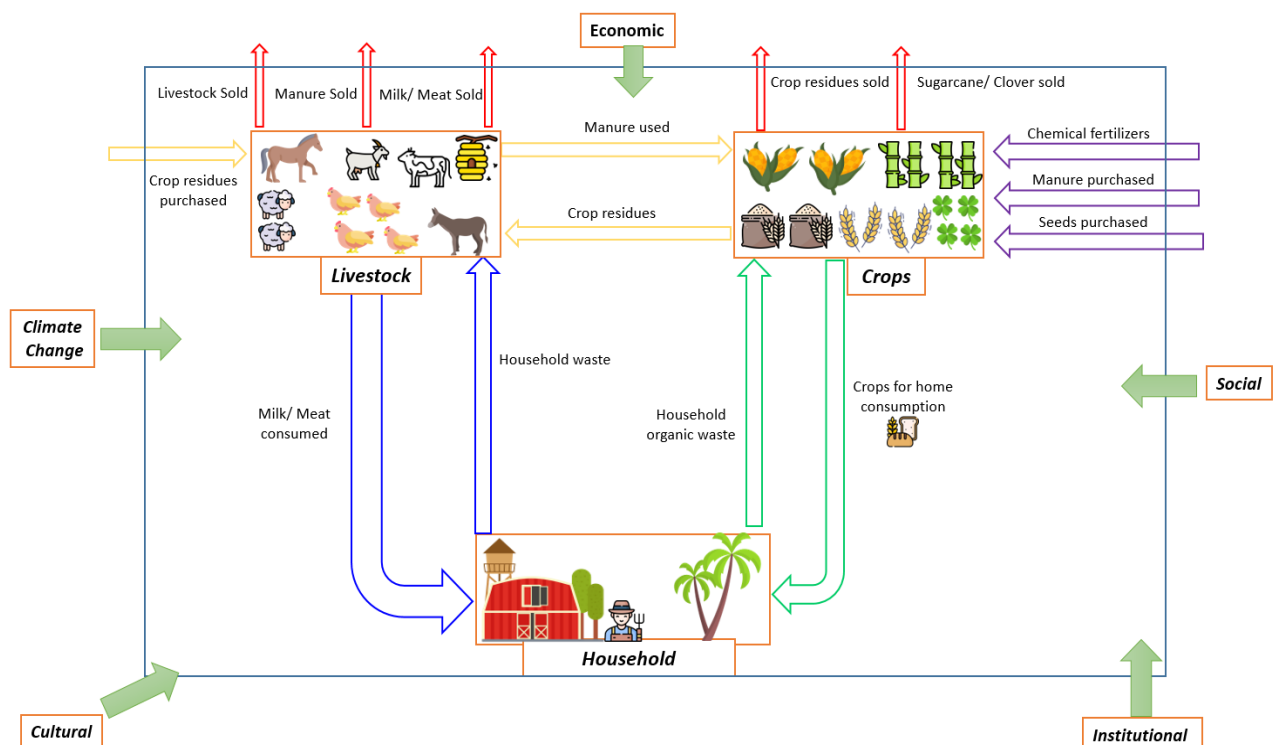 Economic
Livestock Sold
Manure Sold
Milk/ Meat Sold
Crop residues sold
Sugarcane/ Clover sold
Manure used
Chemical fertilizers
Crop residues
purchased
Manure purchased
Crop residues
Seeds purchased
Livestock
Crops
Climate
Change
Household waste
Social
Milk/ Meat
consumed
Household
organic waste
Crops for home
consumption
Household
Cultural
Institutional